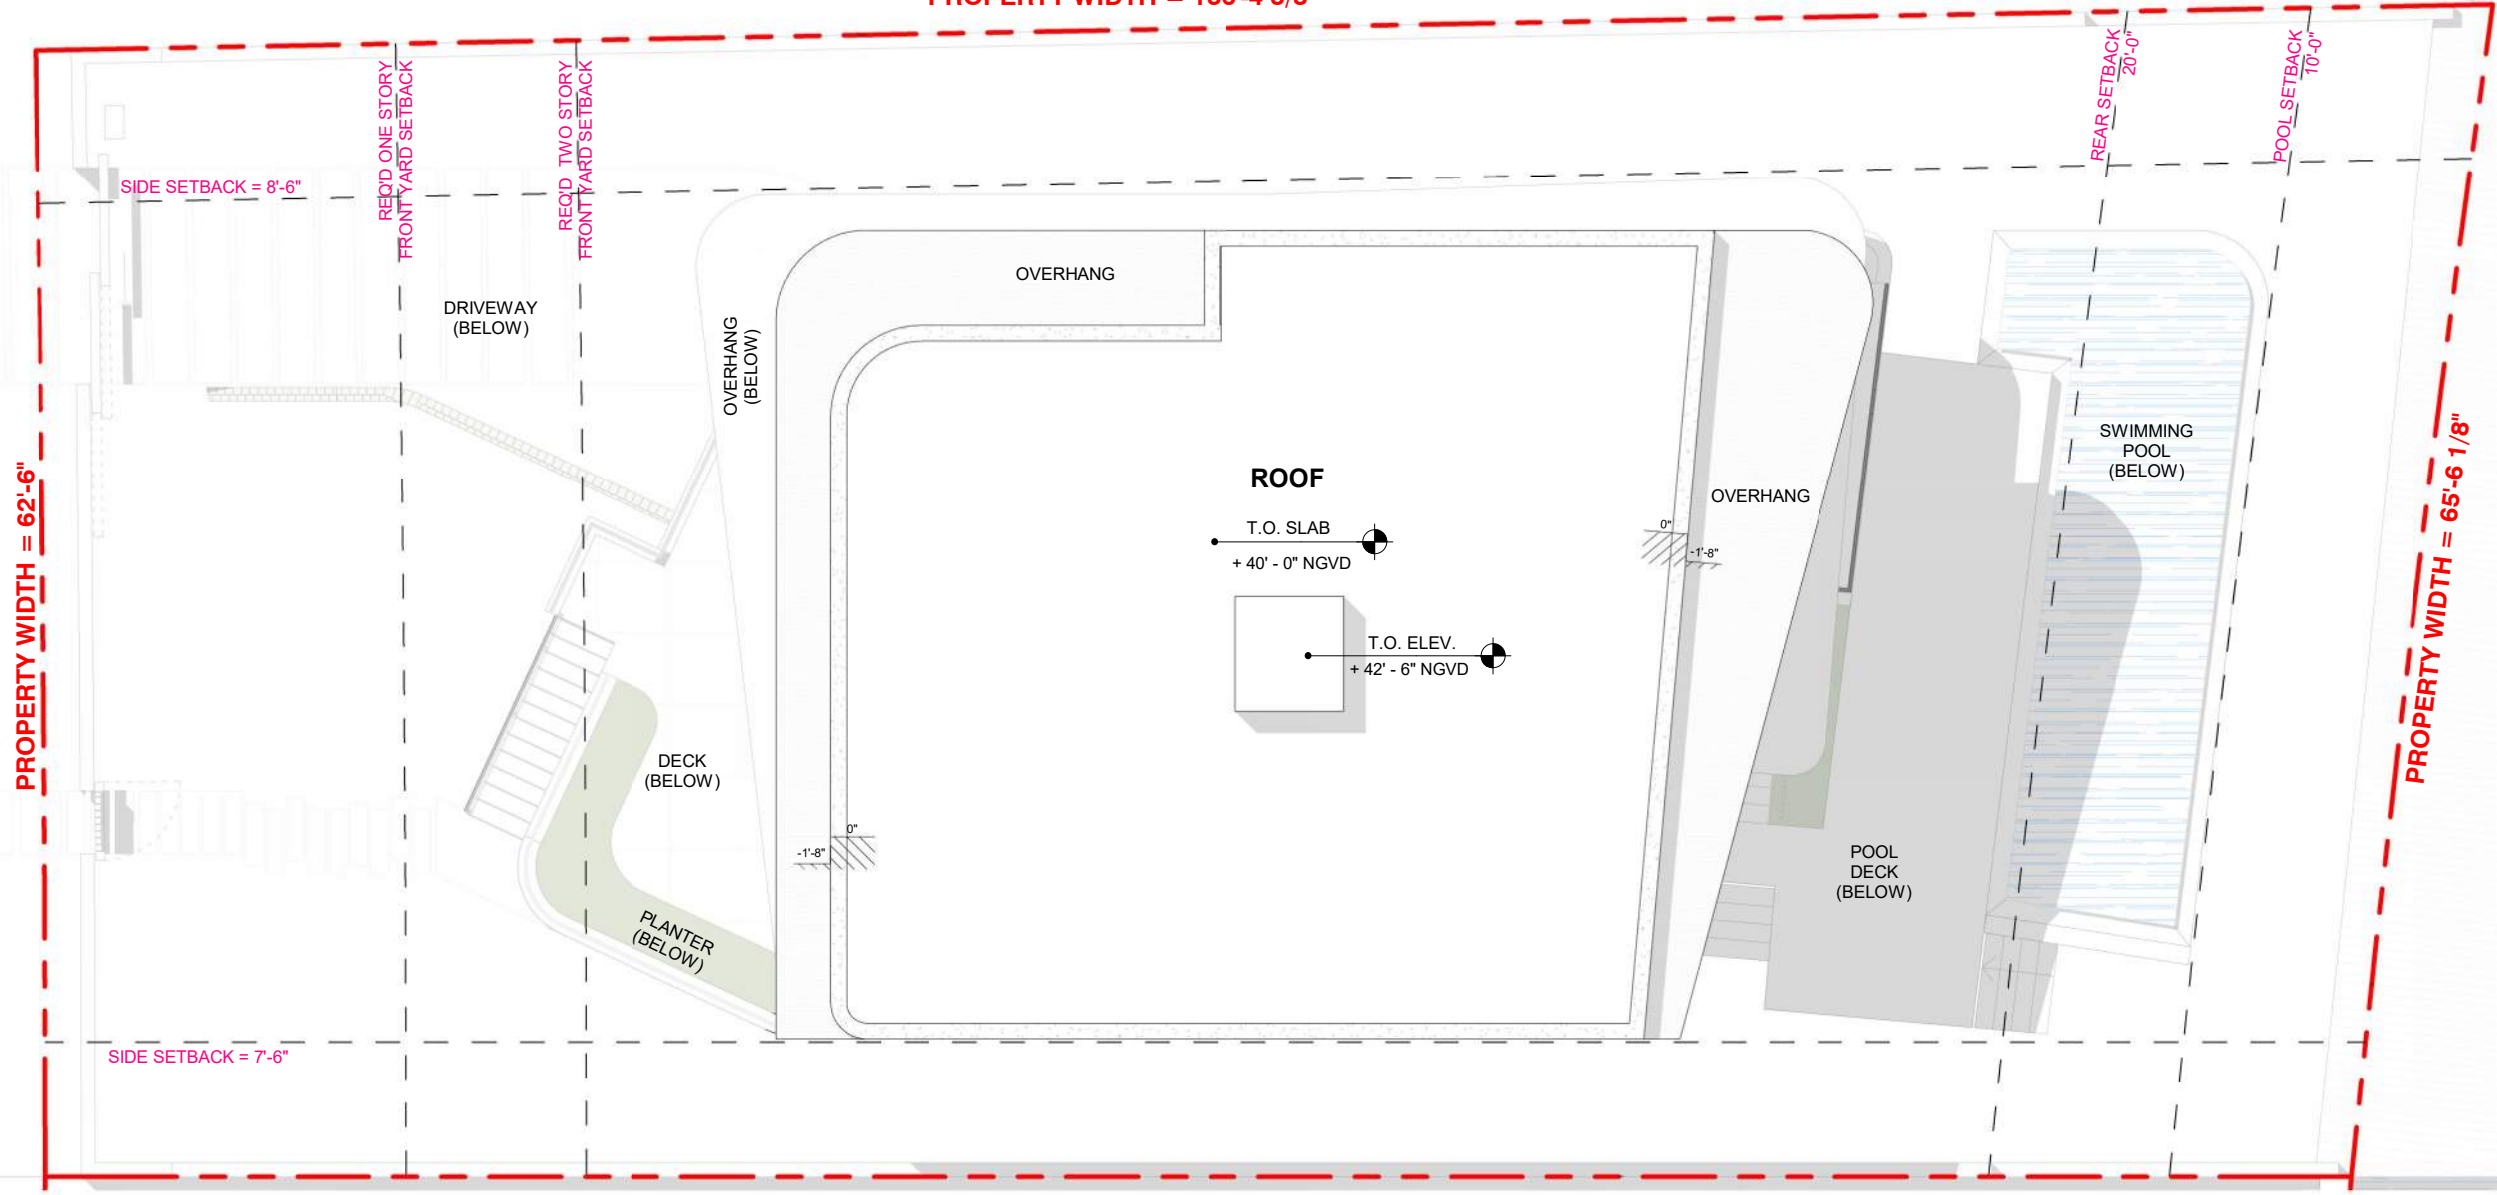 PROPERTY WIDTH =
REQ'D ONE STORY
FRONT YARD SETBACK
REQ'D TWO STORY
FRONT YARD SETBACK
REAR SETBACK
20'-0"
POOL SETBACK
10'-0"
SIDE SETBACK = 8'-6"
OVERHANG
DRIVEWAY
(BELOW)
OVERHANG
(BELOW)
SWIMMING
POOL
(BELOW)
ROOF
OVERHANG
PROPERTY WIDTH = 62'-6"
PROPERTY WIDTH = 65'-6 1/8"
T.O. SLAB
+ 40' - 0" NGVD
0"
-1'-8"
T.O. ELEV.
+ 42' - 6" NGVD
DECK
(BELOW)
0"
-1'-8"
POOL
DECK
(BELOW)
PLANTER
(BELOW)
SIDE SETBACK = 7'-6"